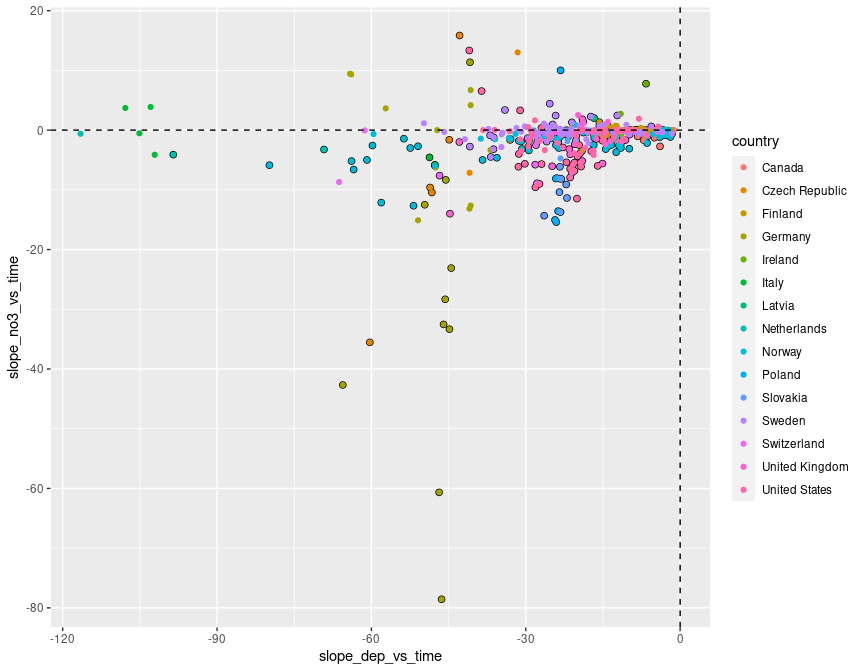 20
0
-20
-40
-60
-80
slope_no3_vs_time
-120
-90
-60
-30
0
slope_dep_vs_time
country
Canada
Czech Republic
Finland
Germany
Ireland
Italy
Latvia
Netherlands
Norway
Poland
Slovakia
Sweden
Switzerland
United Kingdom
United States